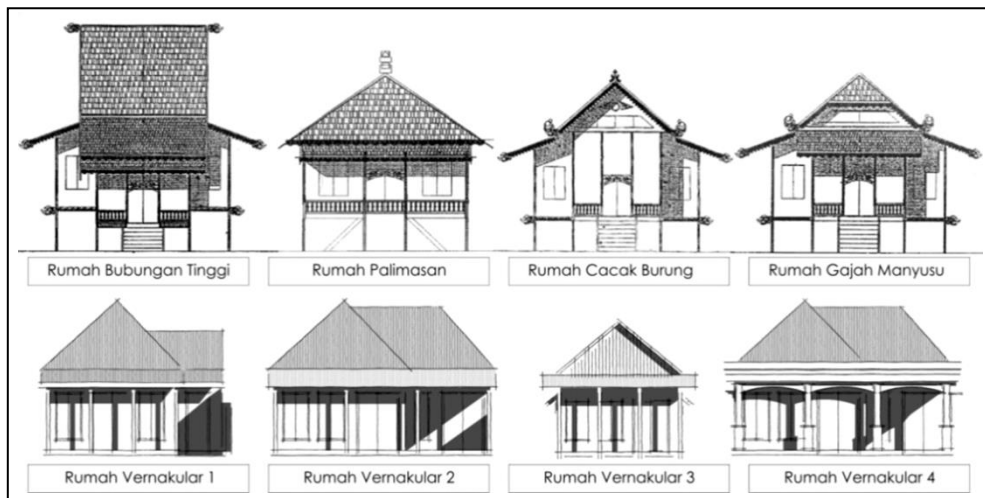 Rumah Bubungan Tinggi
Rumah Palimasan
Rumah Cacak Burung
Rumah Gajah Manyusu
Rumah Vernakular 1
Rumah Vernakular 2
Rumah Vernakular 3
Rumah Vernakular 4